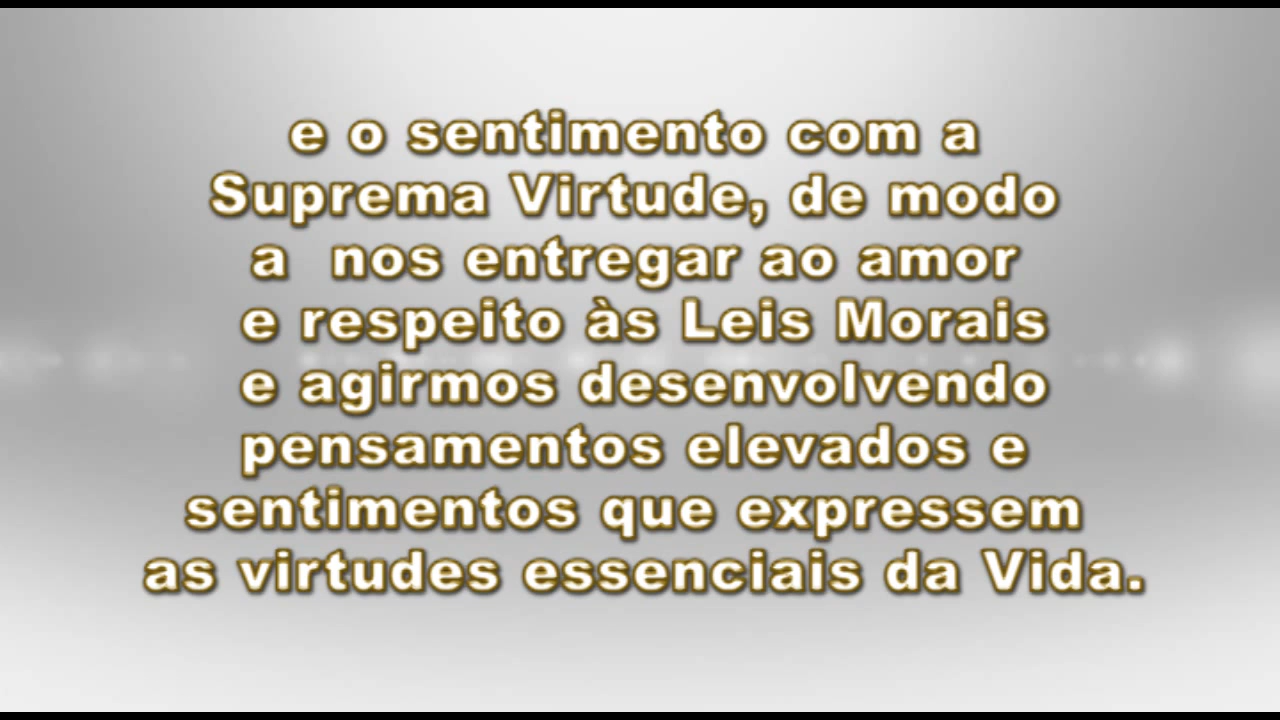 e o sentimento com a
Suprema Virtude, de modo
a nos entregar ao amor
e respeito às Leis Morais
e agirmos desenvolvendo
pensamentos elevados e
sentimentos que expressem
as virtudes essenciais da Vida.